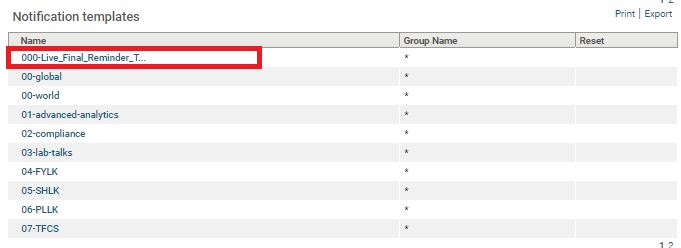 1 2
Notification templates
Print | Export
Name Group Name Reset
000-Live_Final_Reminder_T... *
00-global *
00-world *
01-advanced-analytics *
02-compliance *
03-lab-talks *
04-FYLK *
05-SHLK *
06-PLLK *
07-TFCS *
1 2